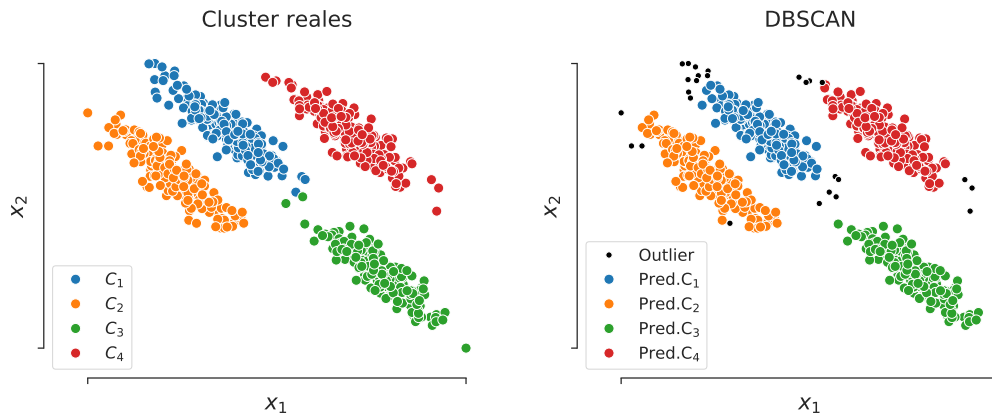 Cluster reales
x₂
C₁
C₂
C₃
C₄
x₁
DBSCAN
x₂
Outlier
Pred.C₁
Pred.C₂
Pred.C₃
Pred.C₄
x₁